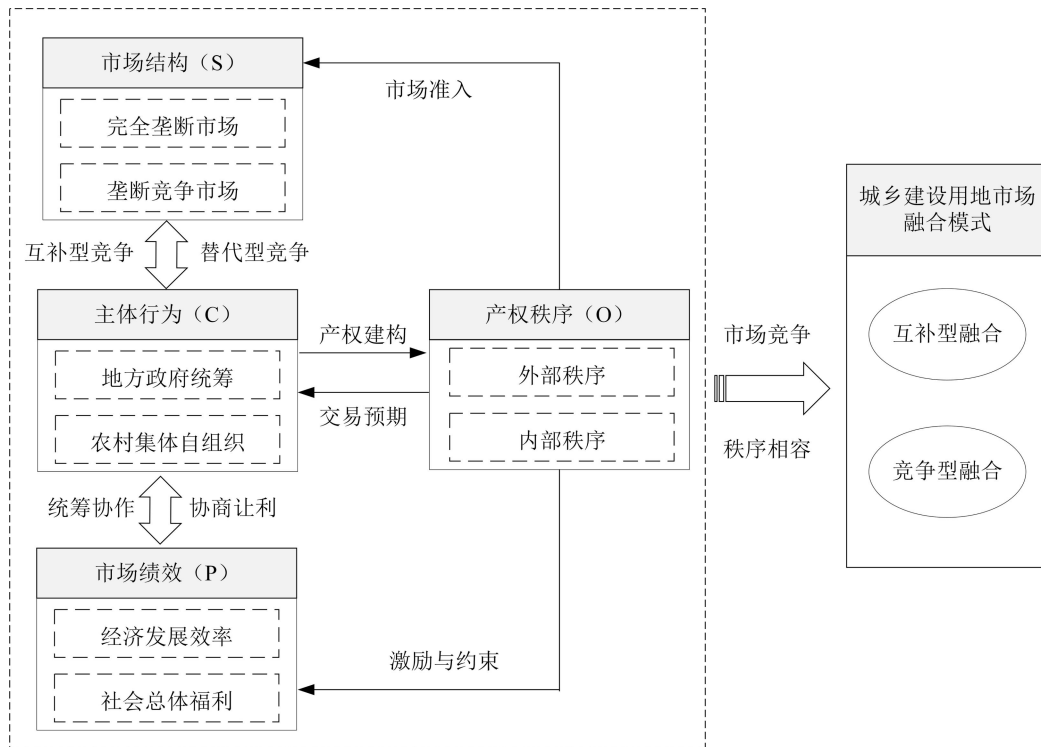 市场结构（S）
完全垄断市场
垄断竞争市场
市场准入
互补型竞争
替代型竞争
主体行为（C）
地方政府统筹
农村集体自组织
产权建构
交易预期
产权秩序（O）
外部秩序
内部秩序
统筹协作
协商让利
市场绩效（P）
经济发展效率
社会总体福利
激励与约束
市场竞争
秩序相容
城乡建设用地市场
融合模式
互补型融合
竞争型融合